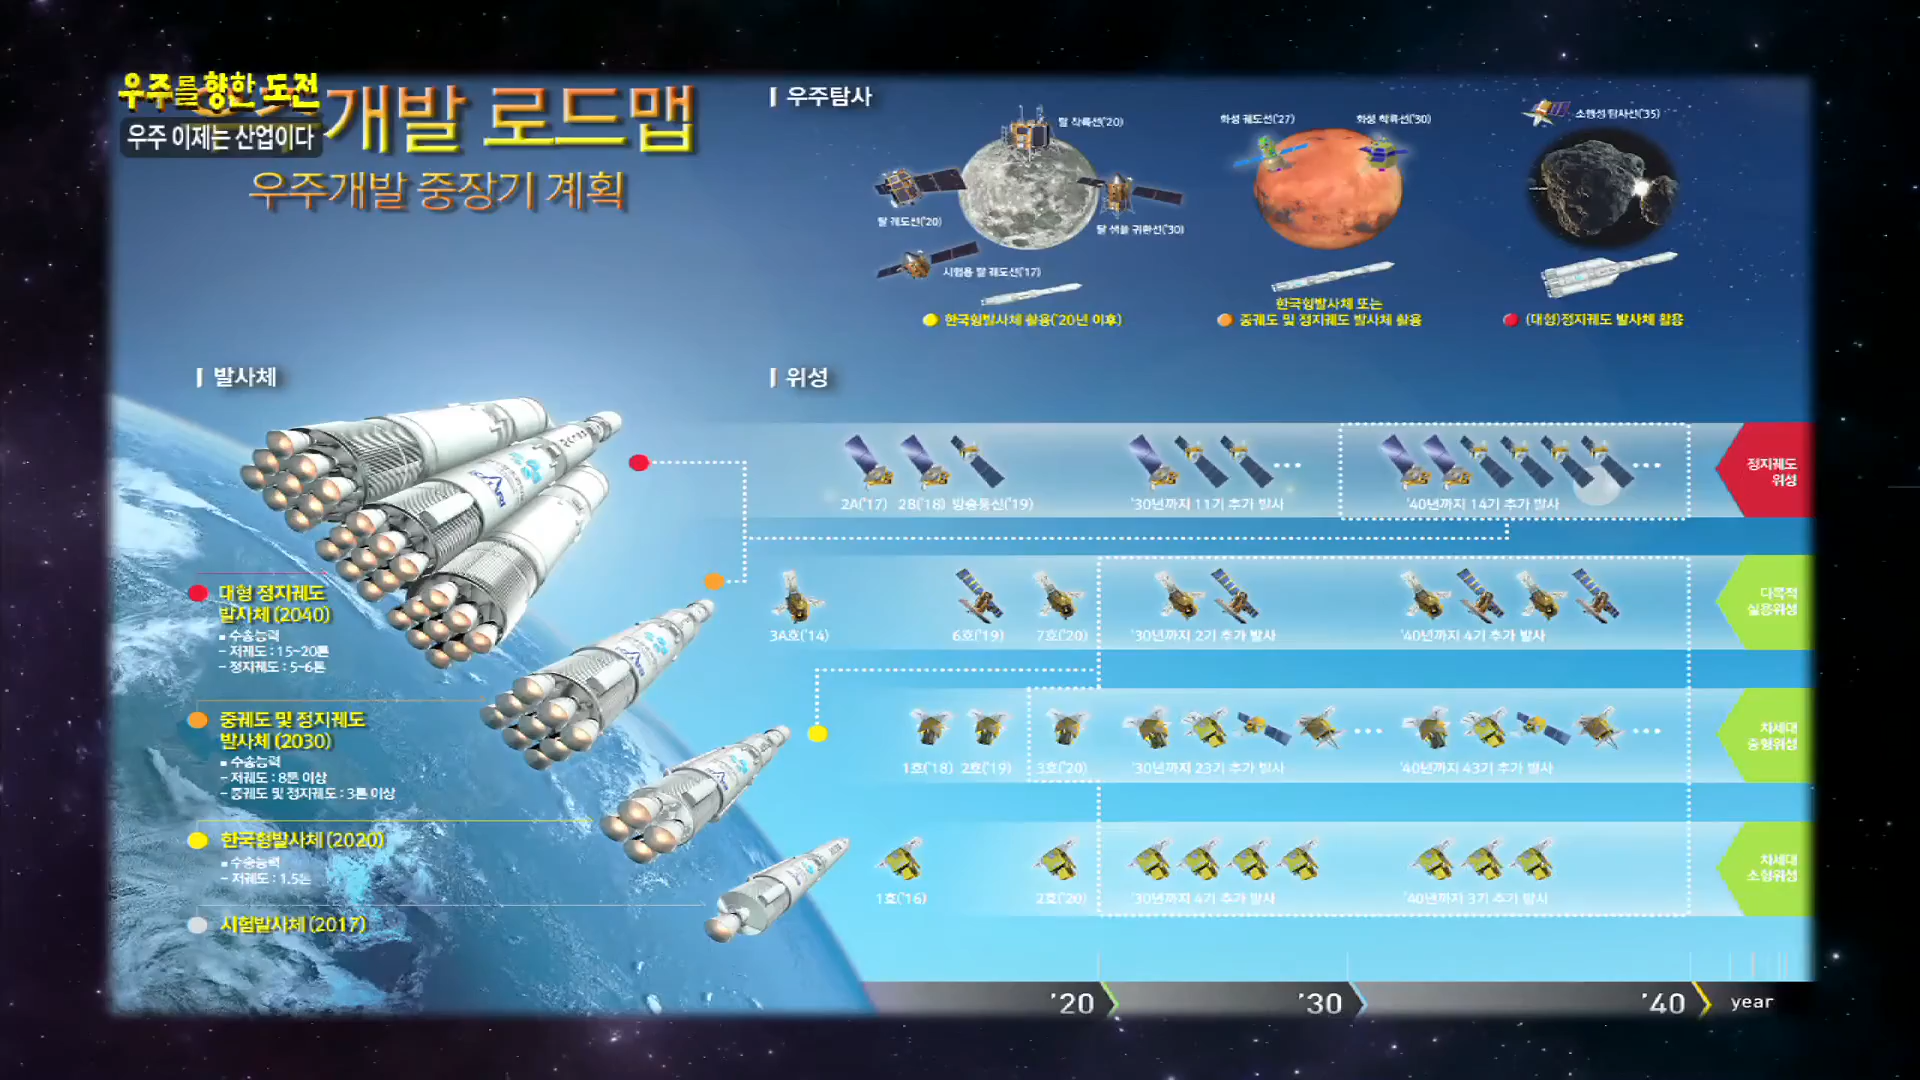 우주를 향한 도전
우주 이제는 산업이다
개발 로드맵
우주개발 중장기 계획
우주탐사
달 착륙선('20)
달 궤도선('20)
달 샘플 귀환선('30)
시험용 달 궤도선('17)
한국형발사체 활용('20년 이후)
화성 궤도선('27)
화성 착륙선('30)
한국형발사체 또는
중궤도 및 정지궤도 발사체 활용
소행성 탐사선('35)
(대형)정지궤도 발사체 활용
발사체
KARI
대형 정지궤도
발사체 (2040)
▪ 수송능력
- 저궤도 : 15~20톤
- 정지궤도 : 5~6톤
중궤도 및 정지궤도
발사체 (2030)
▪ 수송능력
- 저궤도 : 8톤 이상
- 중궤도 및 정지궤도 : 3톤 이상
한국형발사체 (2020)
▪ 수송능력
- 저궤도 : 1.5톤
시험발사체 (2017)
위성
2A('17) 2B('18) 방송통신('19)
'30년까지 11기 추가 발사
'40년까지 14기 추가 발사
정지궤도
위성
3A호('14)
6호('19)
7호('20)
'30년까지 2기 추가 발사
'40년까지 4기 추가 발사
다목적
실용위성
1호('18) 2호('19)
3호('20)
'30년까지 23기 추가 발사
'40년까지 43기 추가 발사
차세대
중형위성
1호('16)
2호('20)
'30년까지 4기 추가 발사
'40년까지 3기 추가 발사
차세대
소형위성
'20
'30
'40
year